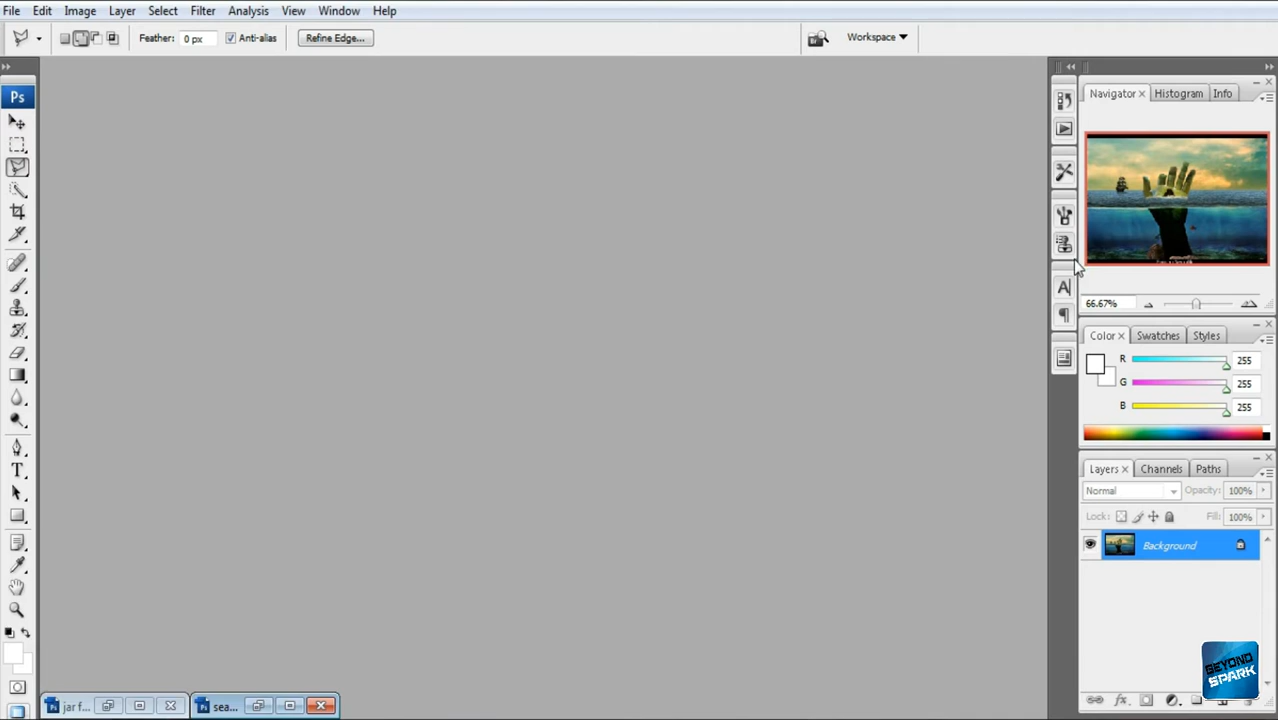 File Edit Image Layer Select Filter Analysis View Window Help
Feather: 0 px Anti-alias Refine Edge... Workspace
Ps
Navigator Histogram Info
66.67%
Color Swatches Styles
R 255
G 255
B 255
Layers Channels Paths
Normal Opacity: 100%
Lock: Fill: 100%
Background
T
A
BEYOND
SPARK
jar f... sea...